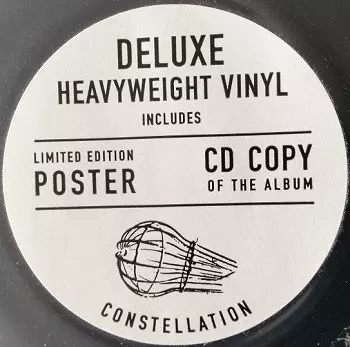 DELUXE
HEAVYWEIGHT VINYL
INCLUDES
LIMITED EDITION
POSTER
CD COPY
OF THE ALBUM
CONSTELLATION